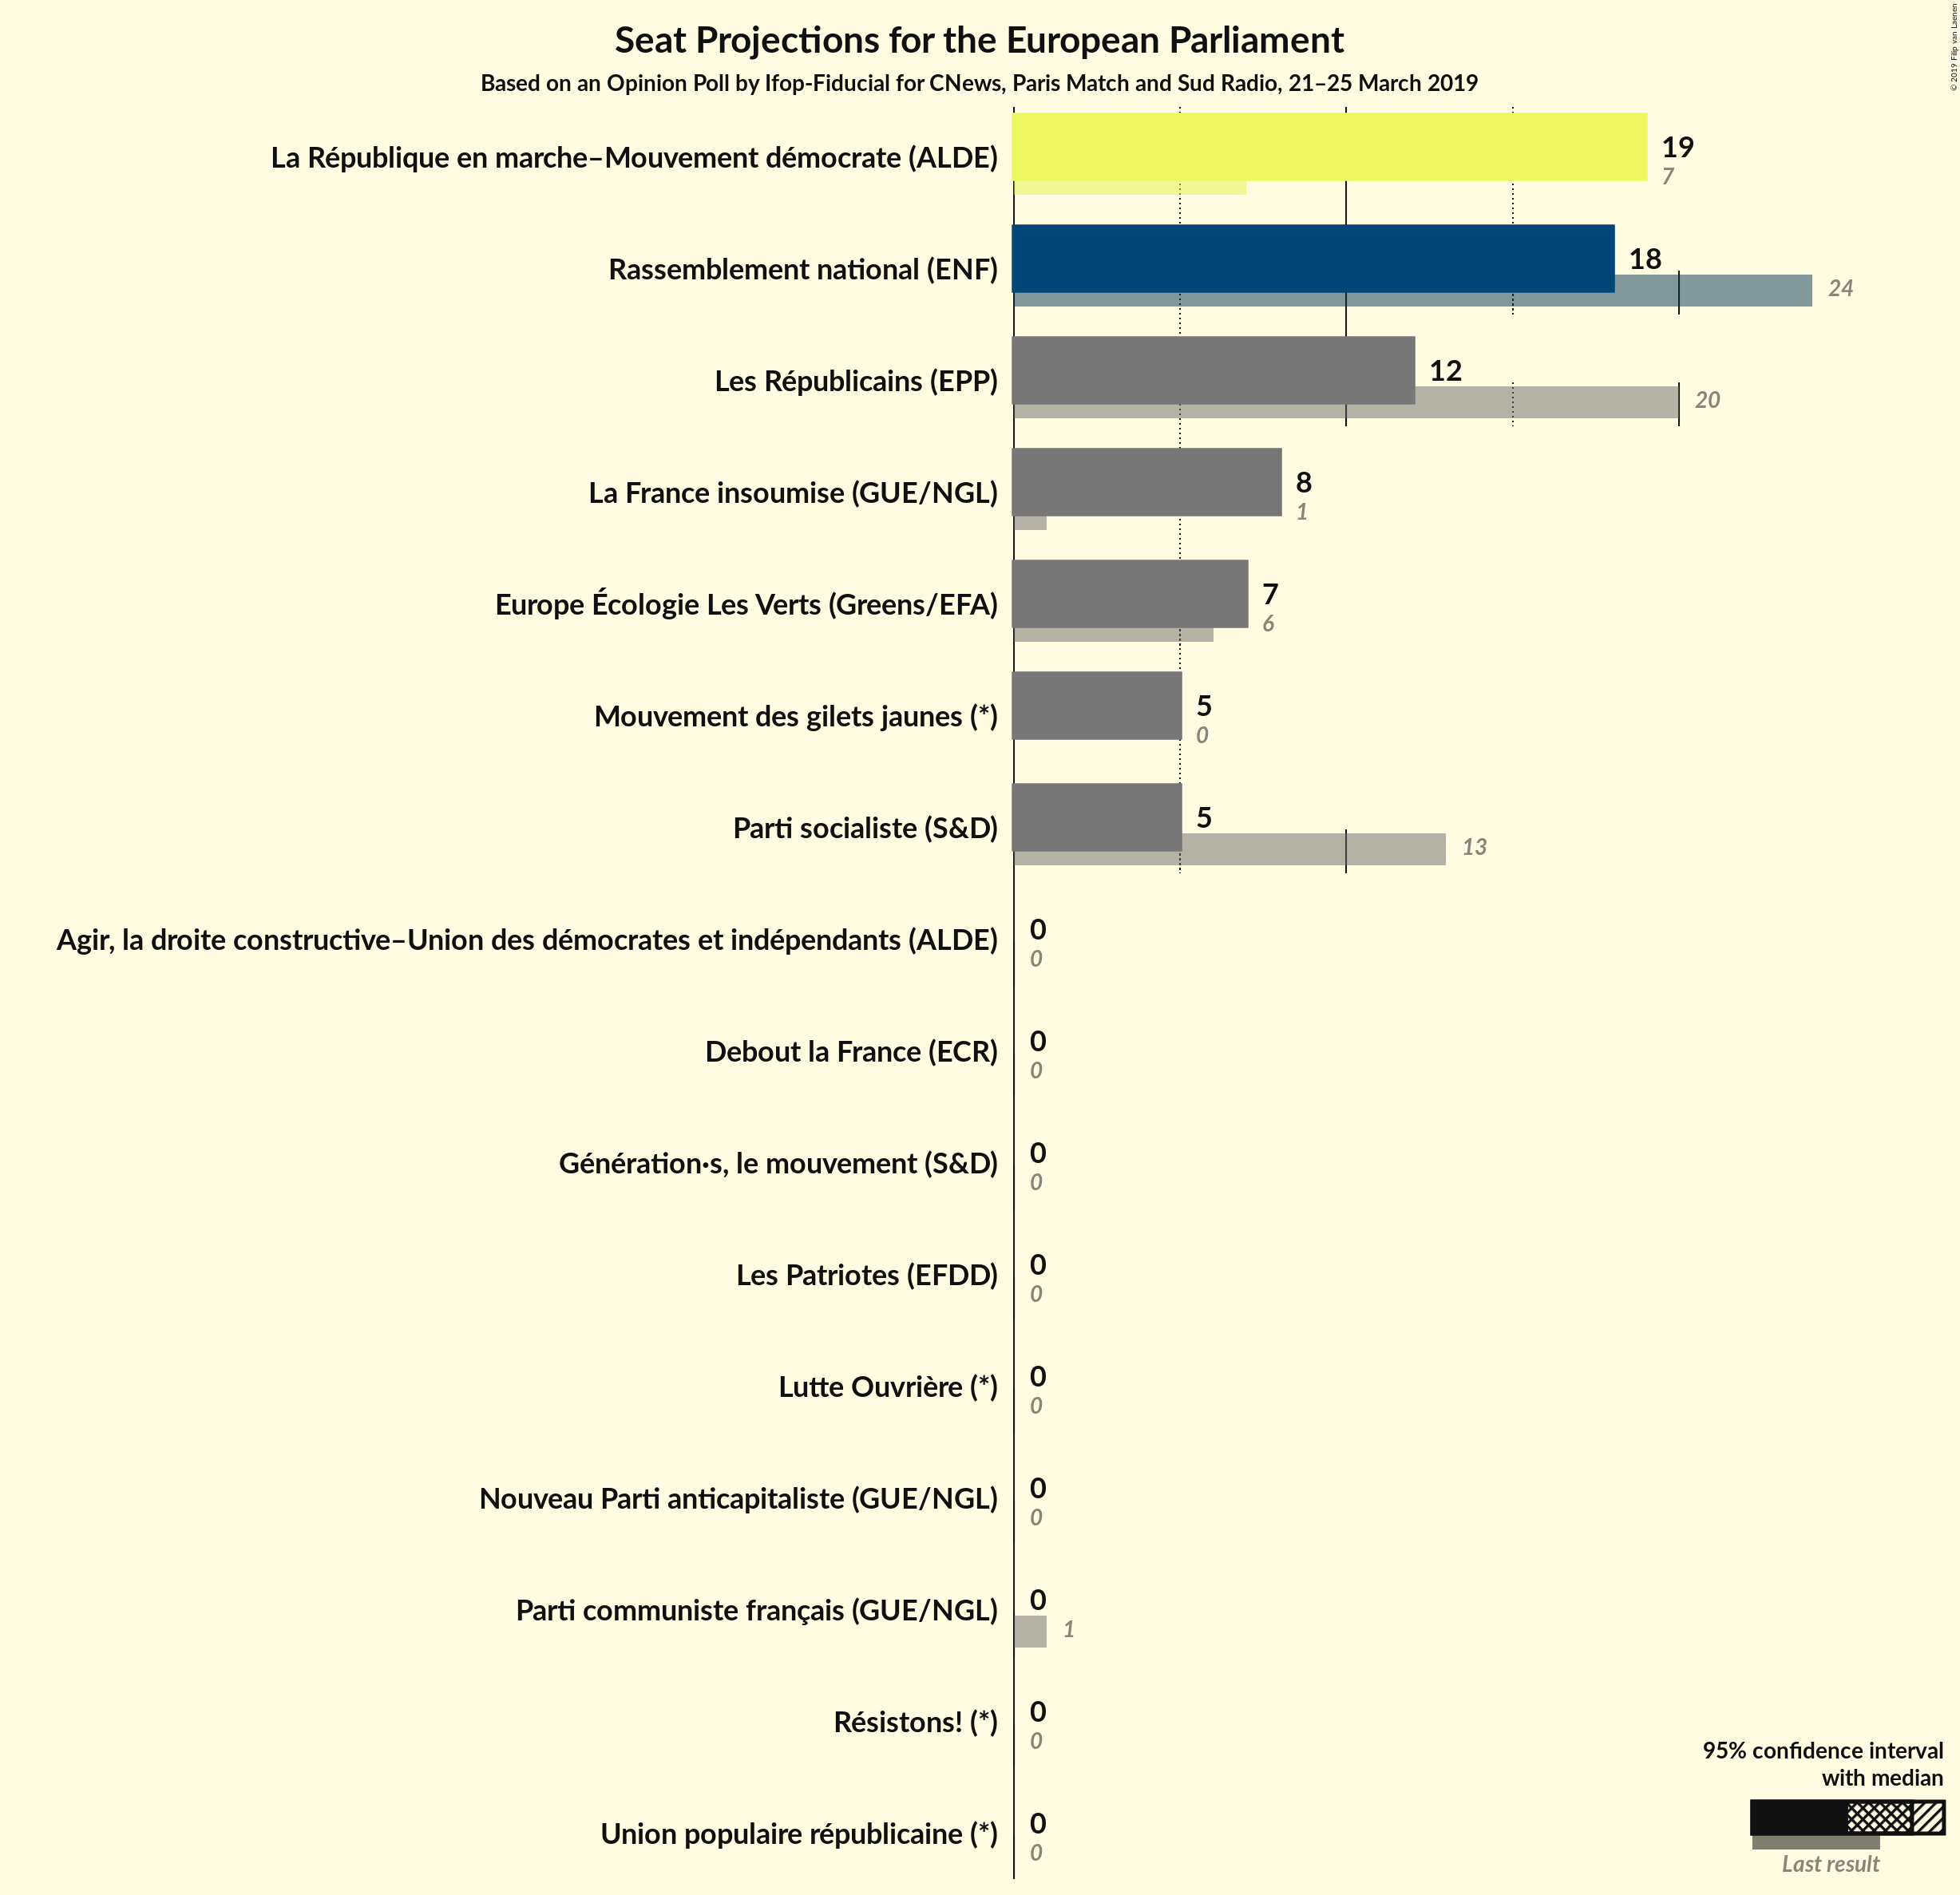 Seat Projections for the European Parliament
Based on an Opinion Poll by Ifop-Fiducial for CNews, Paris Match and Sud Radio, 21–25 March 2019
© 2019 Filip van Laenen
La République en marche–Mouvement démocrate (ALDE)
19
7
Rassemblement national (ENF)
18
24
Les Républicains (EPP)
12
20
La France insoumise (GUE/NGL)
8
1
Europe Écologie Les Verts (Greens/EFA)
7
6
Mouvement des gilets jaunes (*)
5
0
Parti socialiste (S&D)
5
13
Agir, la droite constructive–Union des démocrates et indépendants (ALDE)
0
0
Debout la France (ECR)
0
0
Génération·s, le mouvement (S&D)
0
0
Les Patriotes (EFDD)
0
0
Lutte Ouvrière (*)
0
0
Nouveau Parti anticapitaliste (GUE/NGL)
0
0
Parti communiste français (GUE/NGL)
0
1
Résistons! (*)
0
0
Union populaire républicaine (*)
0
0
95% confidence interval
with median
Last result